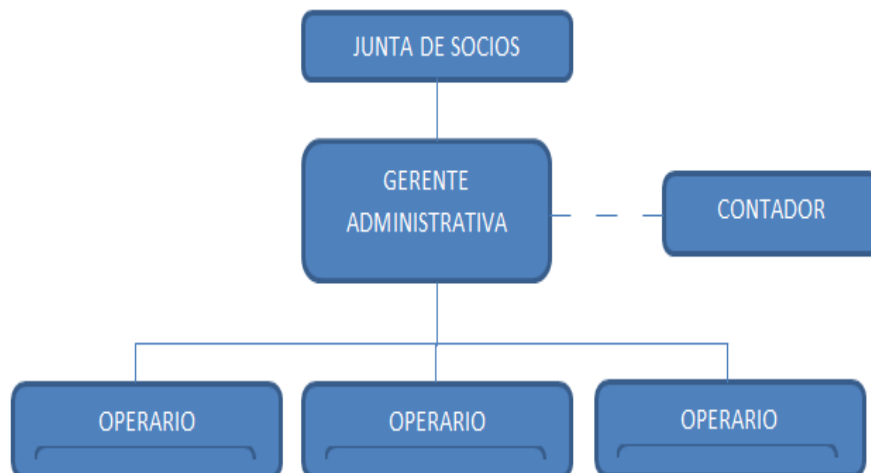 JUNTA DE SOCIOS
GERENTE
ADMINISTRATIVA
CONTADOR
OPERARIO
OPERARIO
OPERARIO